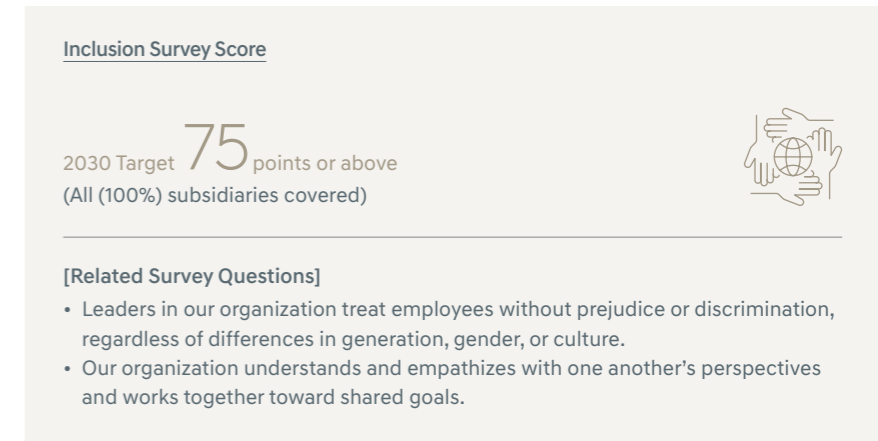 Inclusion Survey Score
2030 Target 75 points or above
(All (100%) subsidiaries covered)
[Related Survey Questions]
• Leaders in our organization treat employees without prejudice or discrimination,
regardless of differences in generation, gender, or culture.
• Our organization understands and empathizes with one another’s perspectives
and works together toward shared goals.